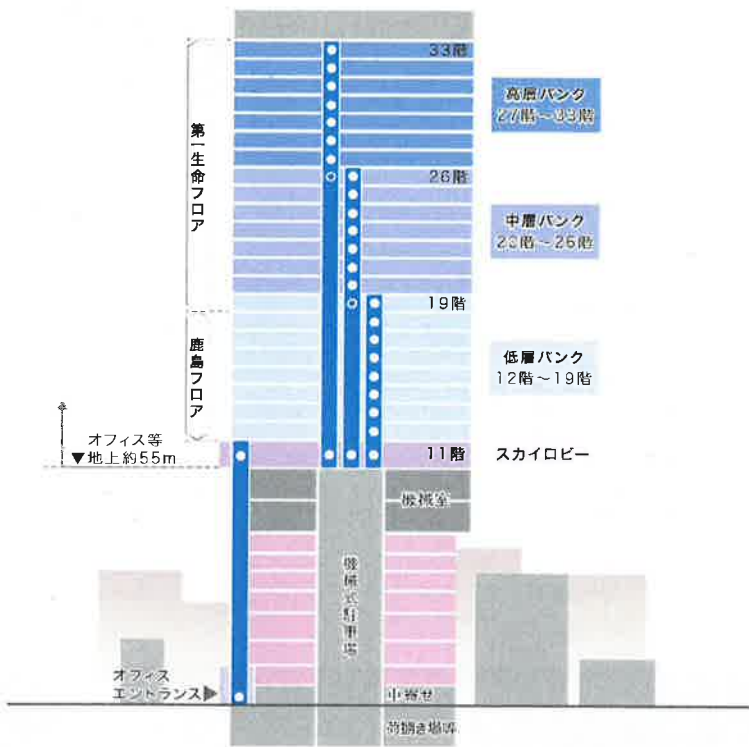 33階
高層バンク
27階～33階
第一生命フロア
26階
中層バンク
20階～26階
19階
鹿島フロア
低層バンク
12階～19階
オフィス等
▼地上約55m
11階
スカイロビー
機械室
機械式駐車場
オフィス
エントランス▶
車寄せ
荷捌き場等